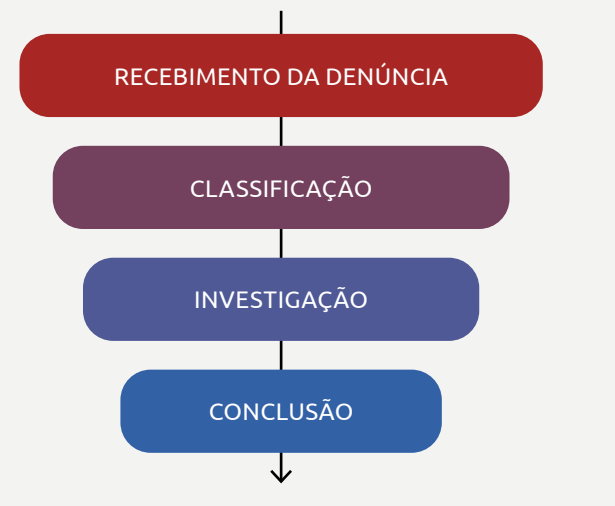 RECEBIMENTO DA DENÚNCIA
CLASSIFICAÇÃO
INVESTIGAÇÃO
CONCLUSÃO